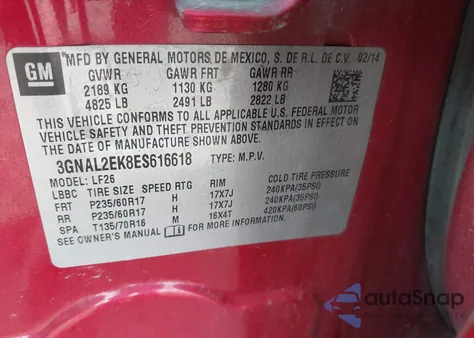 GM
MFD BY GENERAL MOTORS DE MEXICO, S. DE R.L. DE C.V. 02/14
GVWR GAWR FRT GAWR RR
2189 KG 1130 KG 1280 KG
4825 LB 2491 LB 2822 LB
THIS VEHICLE CONFORMS TO ALL APPLICABLE U.S. FEDERAL MOTOR
VEHICLE SAFETY, BUMPER, AND THEFT PREVENTION
STANDARDS IN EFFECT ON THE
DATE OF MANUFACTURE SHOWN ABOVE.
3GNAL2EK8ES616618 TYPE: M.P.V.
MODEL: LF26
LBBC TIRE SIZE SPEED RTG RIM COLD TIRE PRESSURE
FRT P235/60R17 H 17X7J 240KPA(35PSI)
RR P235/60R17 H 17X7J 240KPA(35PSI)
SPA T135/70R16 M 16X4T 420KPA(60PSI)
SEE OWNER'S MANUAL
autoSnap